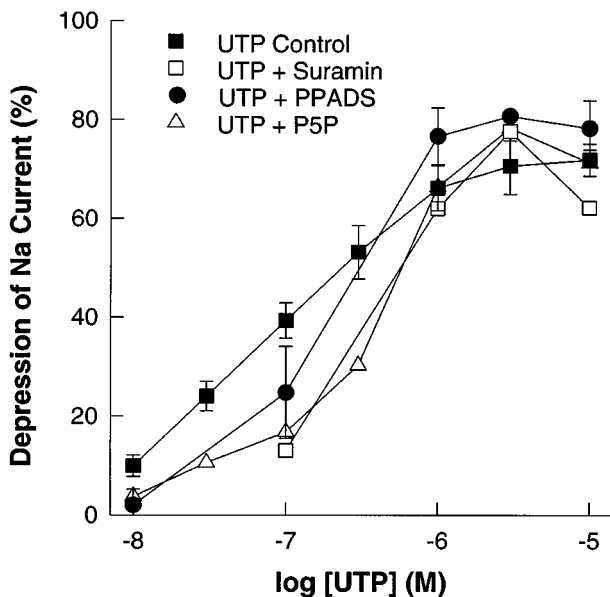 100
80
60
40
20
0
Depression of Na Current (%)
UTP Control
UTP + Suramin
UTP + PPADS
UTP + P5P
-8 -7 -6 -5
log [UTP] (M)